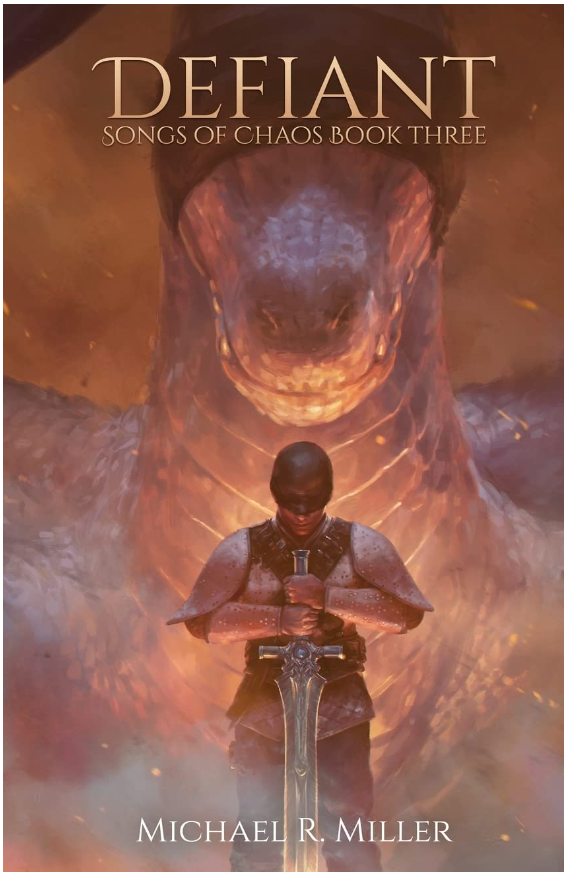 DEFIANT
SONGS OF CHAOS BOOK THREE
MICHAEL R. MILLER